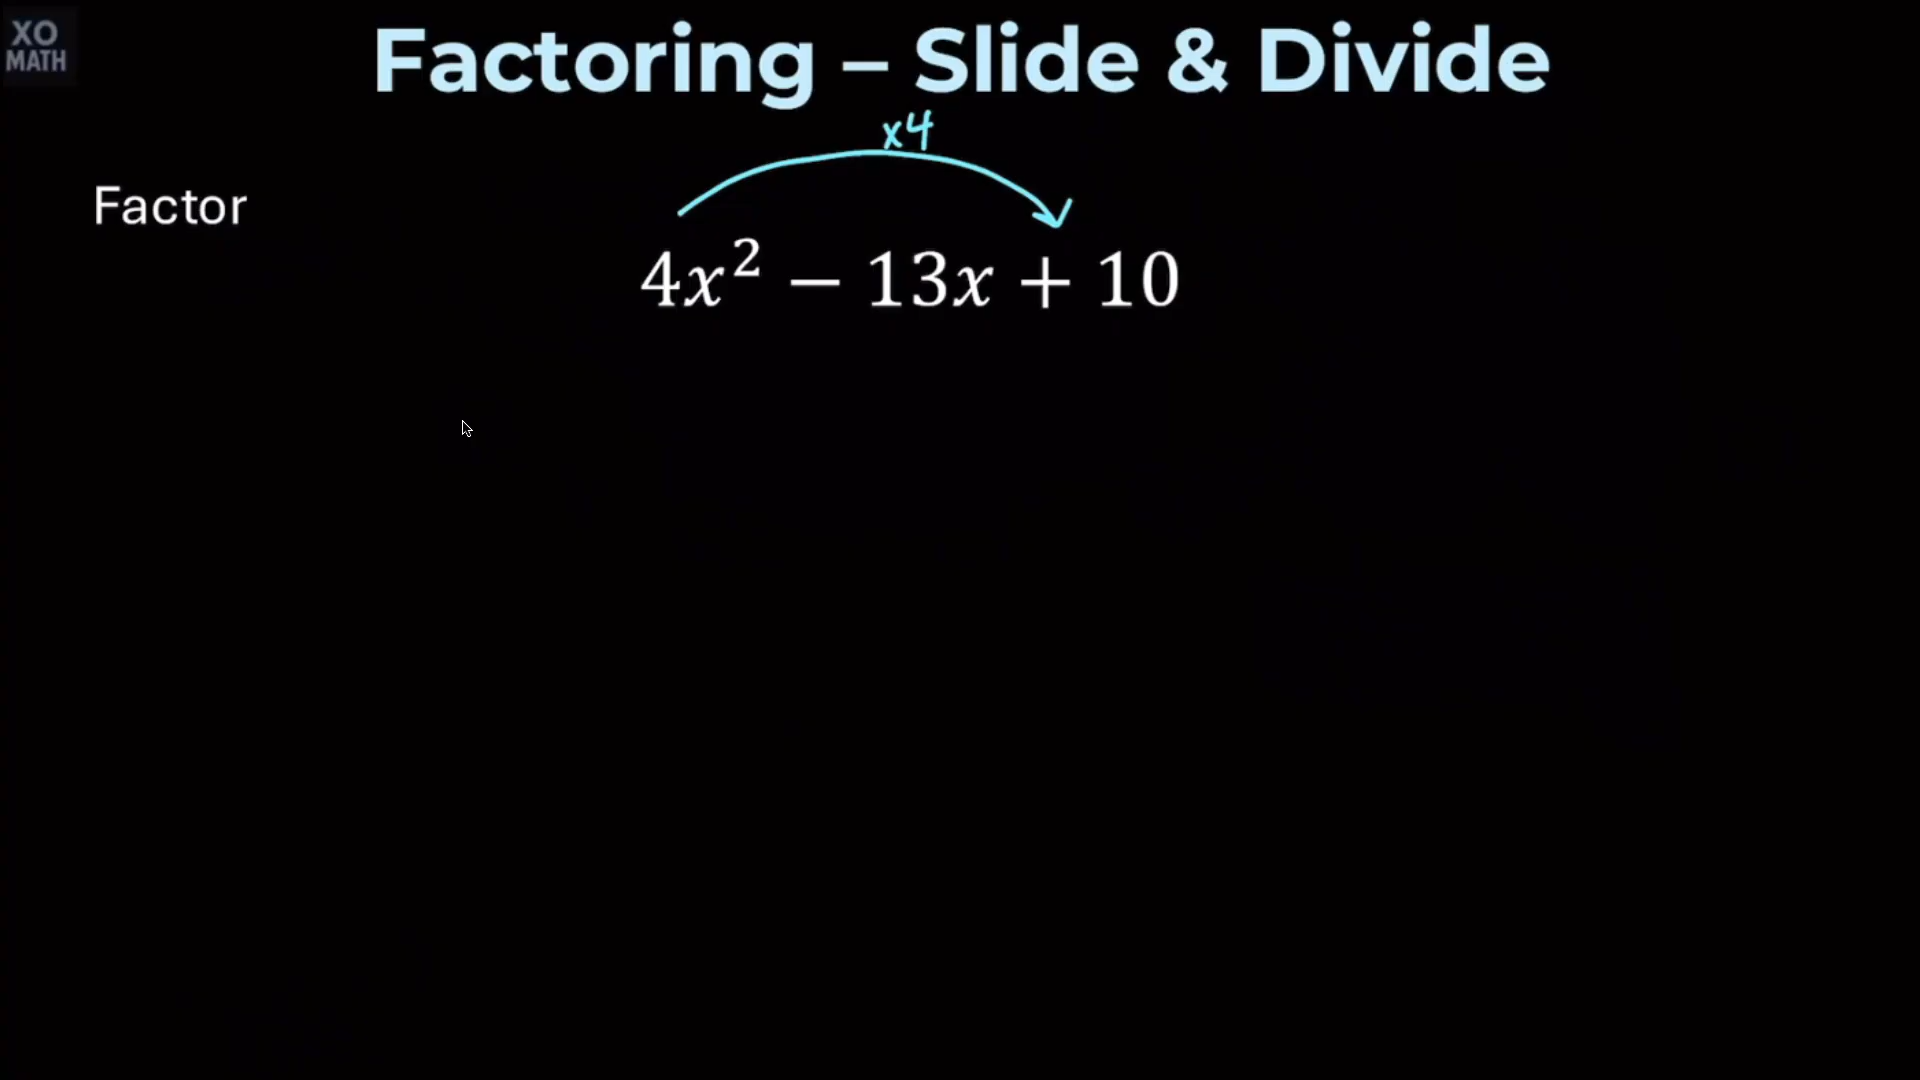 XO
MATH
Factoring – Slide & Divide
x4
Factor
4x² − 13x + 10